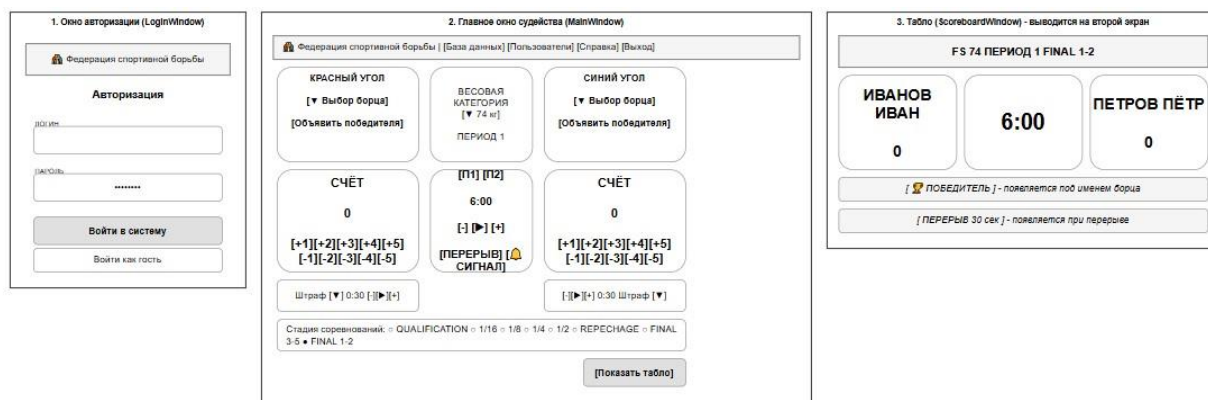 1. Окно авторизации (LoginWindow)
Федерация спортивной борьбы
Авторизация
ЛОГИН
ПАРОЛЬ
••••••••
Войти в систему
Войти как гость
2. Главное окно судейства (MainWindow)
Федерация спортивной борьбы | [База данных] [Пользователи] [Справка] [Выход]
КРАСНЫЙ УГОЛ
[▼ Выбор борца]
[Объявить победителя]
ВЕСОВАЯ
КАТЕГОРИЯ
[▼ 74 кг]
ПЕРИОД 1
СИНИЙ УГОЛ
[▼ Выбор борца]
[Объявить победителя]
СЧЁТ
0
[+1][+2][+3][+4][+5]
[-1][-2][-3][-4][-5]
[П1] [П2]
6:00
[-] [▶] [+]
[ПЕРЕРЫВ] [🔔
СИГНАЛ]
СЧЁТ
0
[+1][+2][+3][+4][+5]
[-1][-2][-3][-4][-5]
Штраф [▼] 0:30 [-][▶][+]
[-][▶][+] 0:30 Штраф [▼]
Стадия соревнований: ○ QUALIFICATION ○ 1/16 ○ 1/8 ○ 1/4 ○ 1/2 ○ REPECHAGE ○ FINAL
3-5 ● FINAL 1-2
[Показать табло]
3. Табло (ScoreboardWindow) - выводится на второй экран
FS 74 ПЕРИОД 1 FINAL 1-2
ИВАНОВ
ИВАН
0
6:00
ПЕТРОВ ПЁТР
0
[ 🏆 ПОБЕДИТЕЛЬ ] - появляется под именем борца
[ ПЕРЕРЫВ 30 сек ] - появляется при перерыве